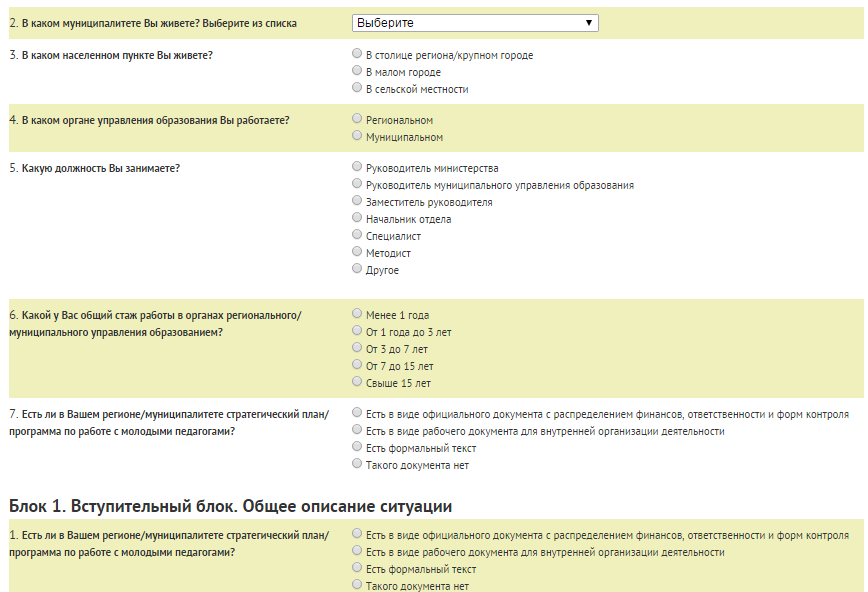 2. В каком муниципалитете Вы живете? Выберите из списка
Выберите
3. В каком населенном пункте Вы живете?
В столице региона/крупном городе
В малом городе
В сельской местности
4. В каком органе управления образования Вы работаете?
Региональном
Муниципальном
5. Какую должность Вы занимаете?
Руководитель министерства
Руководитель муниципального управления образования
Заместитель руководителя
Начальник отдела
Специалист
Методист
Другое
6. Какой у Вас общий стаж работы в органах регионального/
муниципального управления образованием?
Менее 1 года
От 1 года до 3 лет
От 3 до 7 лет
От 7 до 15 лет
Свыше 15 лет
7. Есть ли в Вашем регионе/муниципалитете стратегический план/
программа по работе с молодыми педагогами?
Есть в виде официального документа с распределением финансов, ответственности и форм контроля
Есть в виде рабочего документа для внутренней организации деятельности
Есть формальный текст
Такого документа нет
Блок 1. Вступительный блок. Общее описание ситуации
1. Есть ли в Вашем регионе/муниципалитете стратегический план/
программа по работе с молодыми педагогами?
Есть в виде официального документа с распределением финансов, ответственности и форм контроля
Есть в виде рабочего документа для внутренней организации деятельности
Есть формальный текст
Такого документа нет